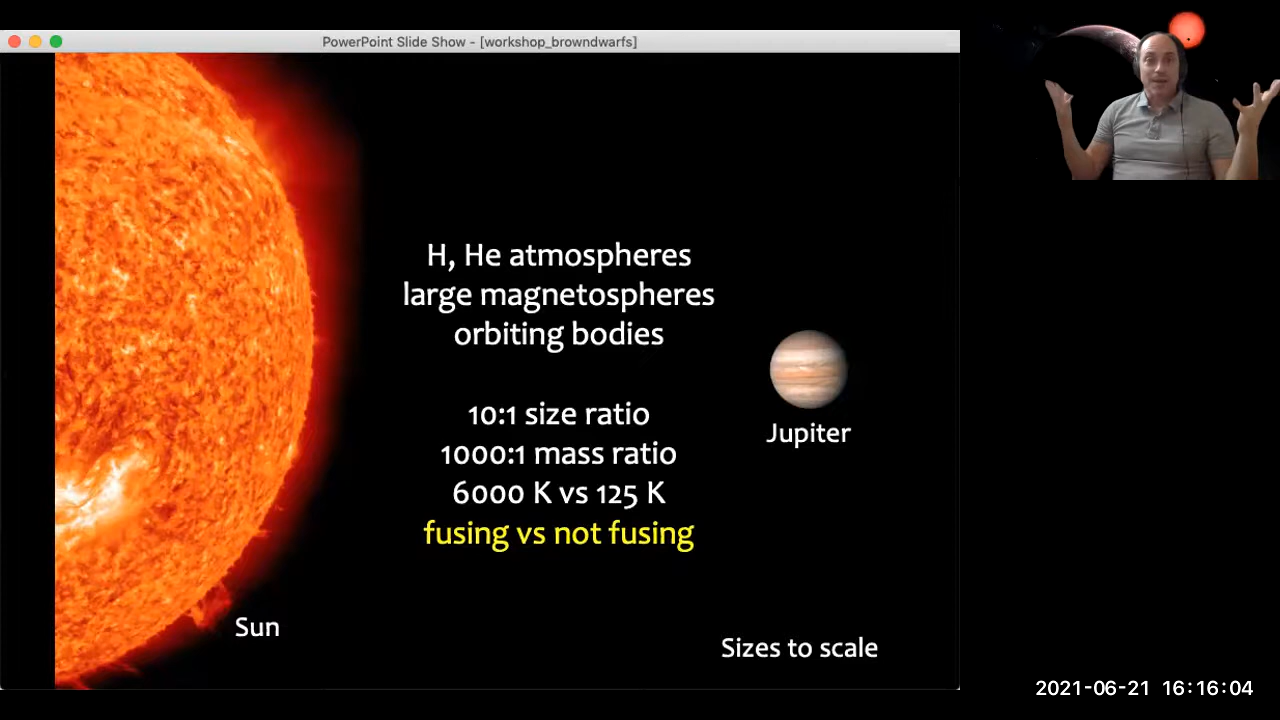 PowerPoint Slide Show - [workshop_browndwarfs]
H, He atmospheres
large magnetospheres
orbiting bodies
10:1 size ratio
1000:1 mass ratio
6000 K vs 125 K
fusing vs not fusing
Jupiter
Sun
Sizes to scale
2021-06-21 16:16:04